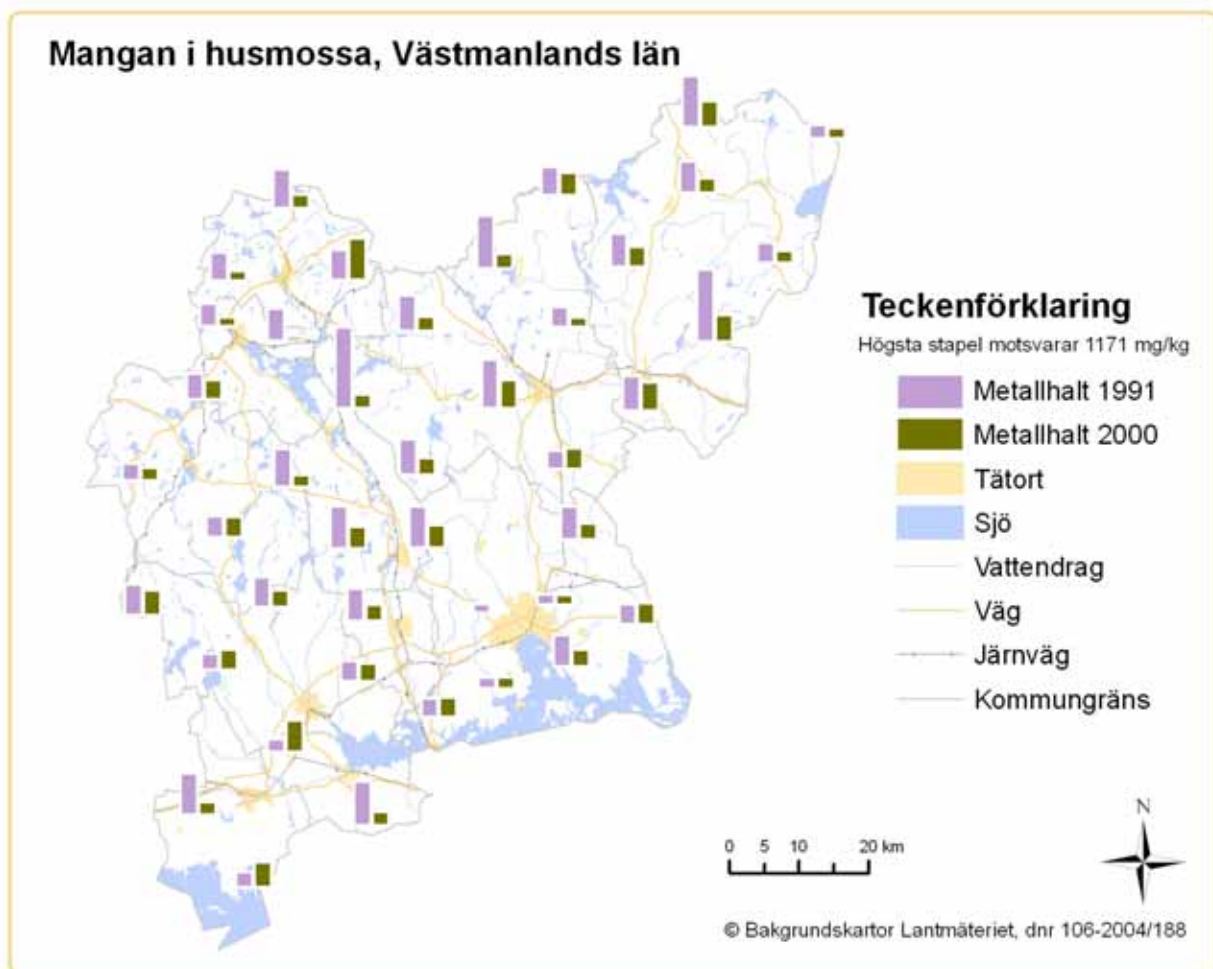 Mangan i husmossa, Västmanlands län
Teckenförklaring
Högsta stapel motsvarar 1171 mg/kg
Metallhalt 1991
Metallhalt 2000
Tätort
Sjö
Vattendrag
Väg
Järnväg
Kommungräns
N
0 5 10 20 km
© Bakgrundskartor Lantmäteriet, dnr 106-2004/188